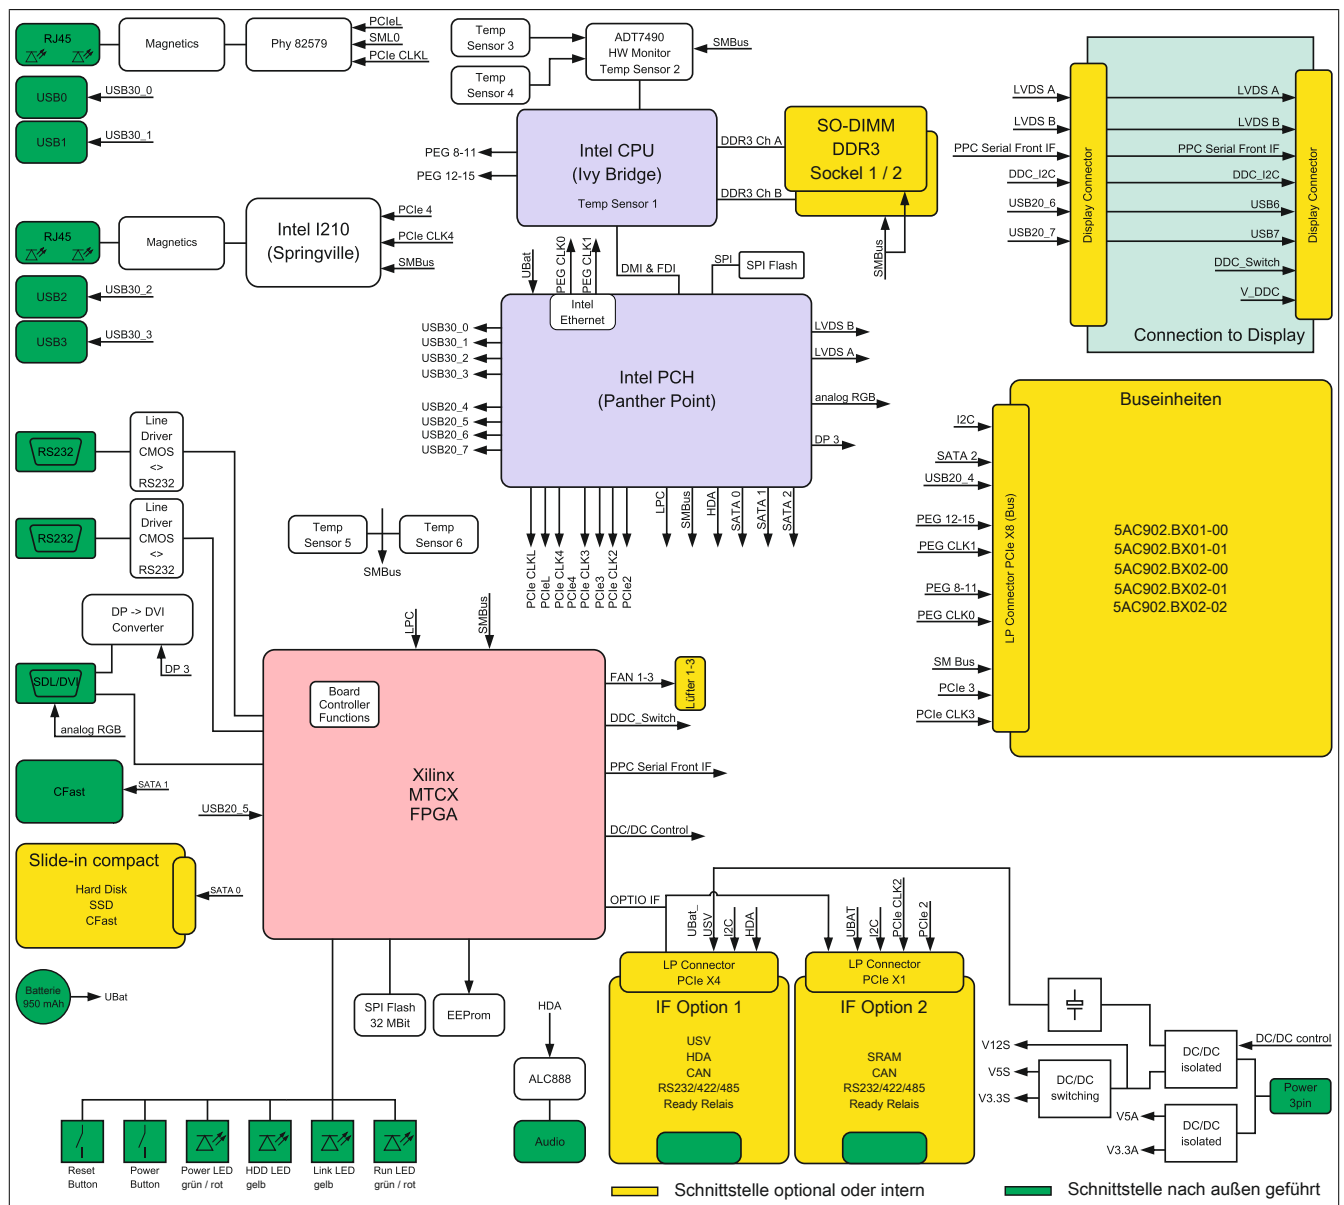 RJ45
Magnetics
Phy 82579
PCIeL
SML0
PCIe CLKL
USB0
USB30_0
USB1
USB30_1
Temp
Sensor 3
Temp
Sensor 4
ADT7490
HW Monitor
Temp Sensor 2
SMBus
Intel CPU
(Ivy Bridge)
Temp Sensor 1
PEG 8-11
PEG 12-15
DDR3 Ch A
DDR3 Ch B
SO-DIMM
DDR3
Sockel 1 / 2
SMBus
LVDS A
LVDS B
PPC Serial Front IF
DDC_I2C
USB20_6
USB20_7
Display Connector
LVDS A
LVDS B
PPC Serial Front IF
DDC_I2C
USB6
USB7
DDC_Switch
V_DDC
Display Connector
Connection to Display
RJ45
Magnetics
Intel I210
(Springville)
PCIe 4
PCIe CLK4
SMBus
USB2
USB30_2
USB3
USB30_3
UBat
PEG CLK0
PEG CLK1
DMI & FDI
SPI
SPI Flash
Intel
Ethernet
Intel PCH
(Panther Point)
USB30_0
USB30_1
USB30_2
USB30_3
USB20_4
USB20_5
USB20_6
USB20_7
LVDS B
LVDS A
analog RGB
DP 3
PCIe CLKL
PCIeL
PCIe CLK4
PCIe4
PCIe CLK3
PCIe3
PCIe CLK2
PCIe2
LPC
SMBus
HDA
SATA 0
SATA 1
SATA 2
Buseinheiten
I2C
SATA 2
USB20_4
PEG 12-15
PEG CLK1
PEG 8-11
PEG CLK0
SM Bus
PCIe 3
PCIe CLK3
LP Connector PCIe X8 (Bus)
5AC902.BX01-00
5AC902.BX01-01
5AC902.BX02-00
5AC902.BX02-01
5AC902.BX02-02
RS232
Line
Driver
CMOS
<>
RS232
RS232
Line
Driver
CMOS
<>
RS232
Temp
Sensor 5
Temp
Sensor 6
SMBus
DP -> DVI
Converter
DP 3
SDL/DVI
analog RGB
LPC
SMBus
Board
Controller
Functions
Xilinx
MTCX
FPGA
FAN 1-3
Lüfter 1-3
DDC_Switch
PPC Serial Front IF
DC/DC Control
OPTIO IF
CFast
SATA 1
USB20_5
Slide-in compact
Hard Disk
SSD
CFast
SATA 0
Batterie
950 mAh
UBat
SPI Flash
32 MBit
EEProm
HDA
ALC888
Audio
UBat_
USV
I2C
HDA
LP Connector
PCIe X4
IF Option 1
USV
HDA
CAN
RS232/422/485
Ready Relais
UBAT
I2C
PCIe CLK2
PCIe 2
LP Connector
PCIe X1
IF Option 2
SRAM
CAN
RS232/422/485
Ready Relais
V12S
V5S
V3.3S
DC/DC
switching
DC/DC
isolated
DC/DC control
Power
3pin
V5A
V3.3A
DC/DC
isolated
Reset
Button
Power
Button
Power LED
grün / rot
HDD LED
gelb
Link LED
gelb
Run LED
grün / rot
Schnittstelle optional oder intern
Schnittstelle nach außen geführt